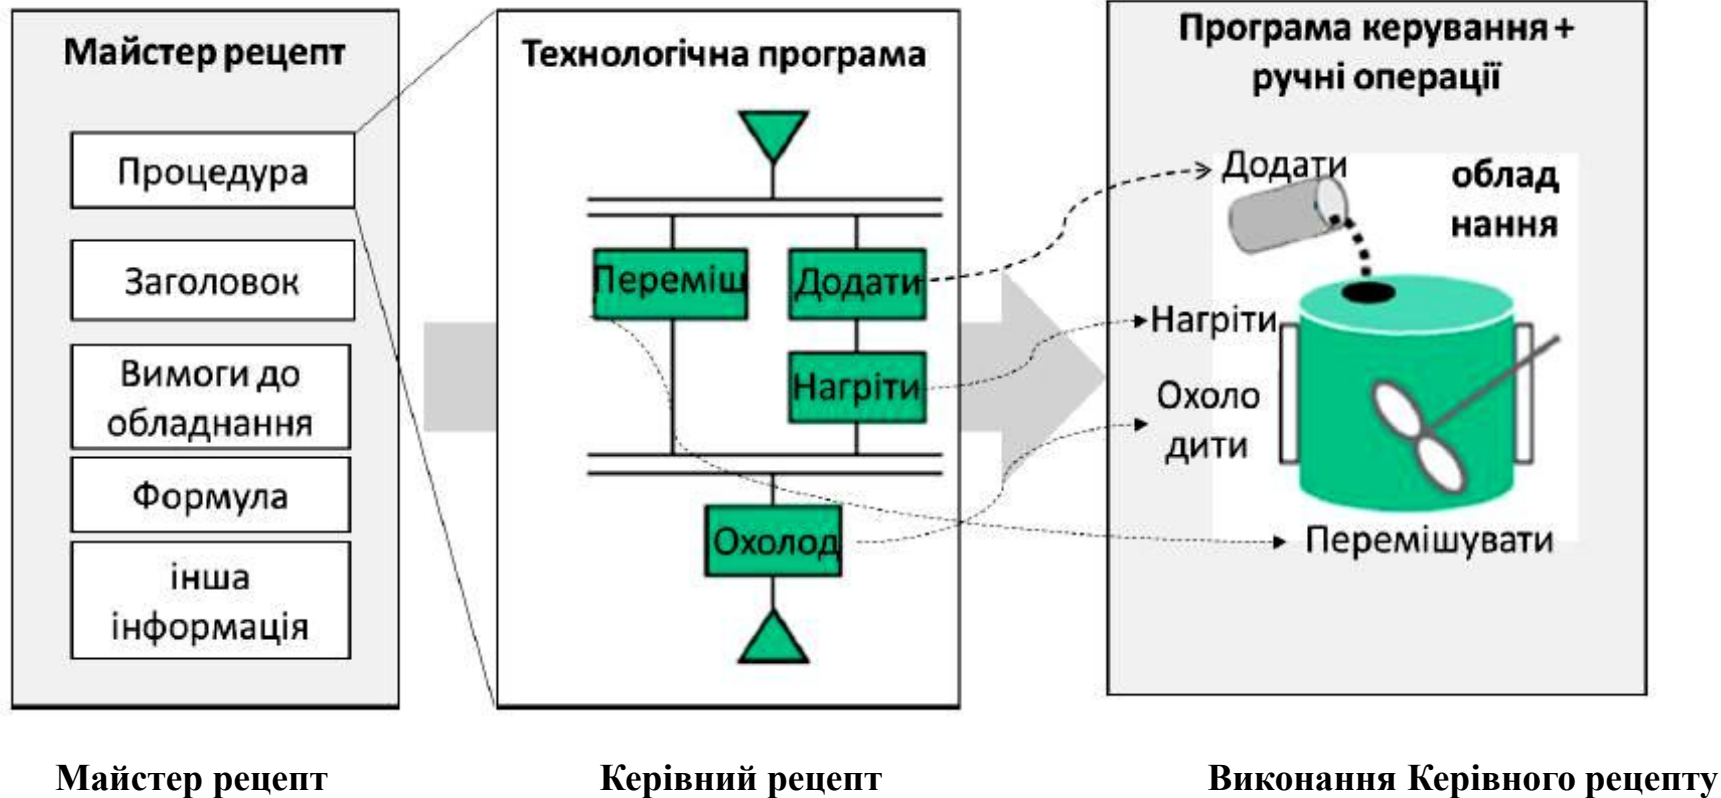 Майстер рецепт
Процедура
Заголовок
Вимоги до
обладнання
Формула
інша
інформація
Технологічна програма
Переміш
Додати
Нагріти
Охолод
Програма керування +
ручні операції
Додати
облад
нання
Нагріти
Охоло
дити
Перемішувати
Майстер рецепт
Керівний рецепт
Виконання Керівного рецепту